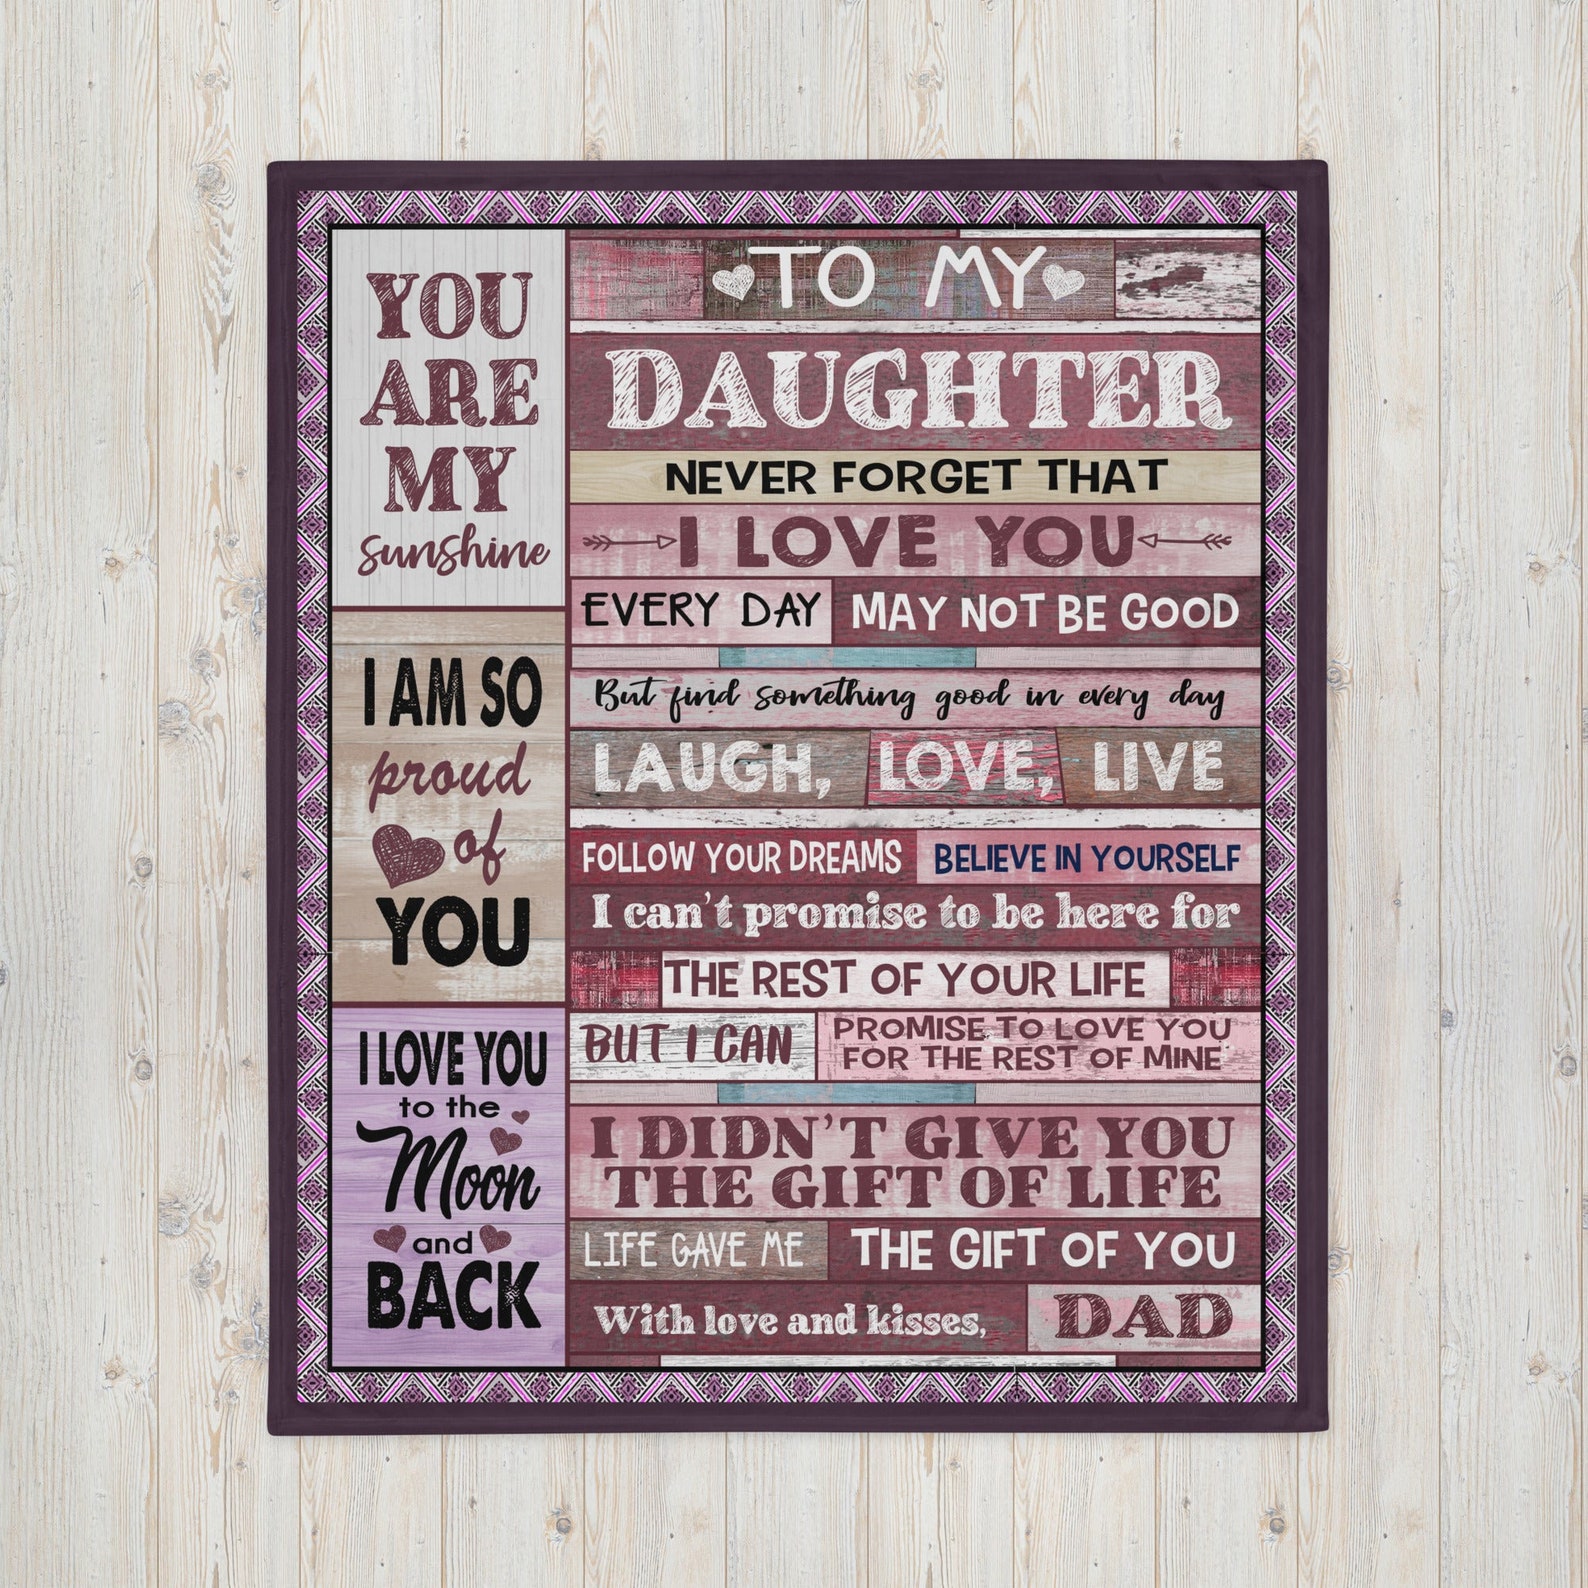 YOU
ARE
MY
sunshine
I AM SO
proud
of
YOU
I LOVE YOU
to the
Moon
and
BACK
TO MY
DAUGHTER
NEVER FORGET THAT
I LOVE YOU
EVERY DAY MAY NOT BE GOOD
But find something good in every day
LAUGH, LOVE, LIVE
FOLLOW YOUR DREAMS BELIEVE IN YOURSELF
I can't promise to be here for
THE REST OF YOUR LIFE
BUT I CAN
PROMISE TO LOVE YOU
FOR THE REST OF MINE
I DIDN'T GIVE YOU
THE GIFT OF LIFE
LIFE GAVE ME THE GIFT OF YOU
With love and kisses, DAD